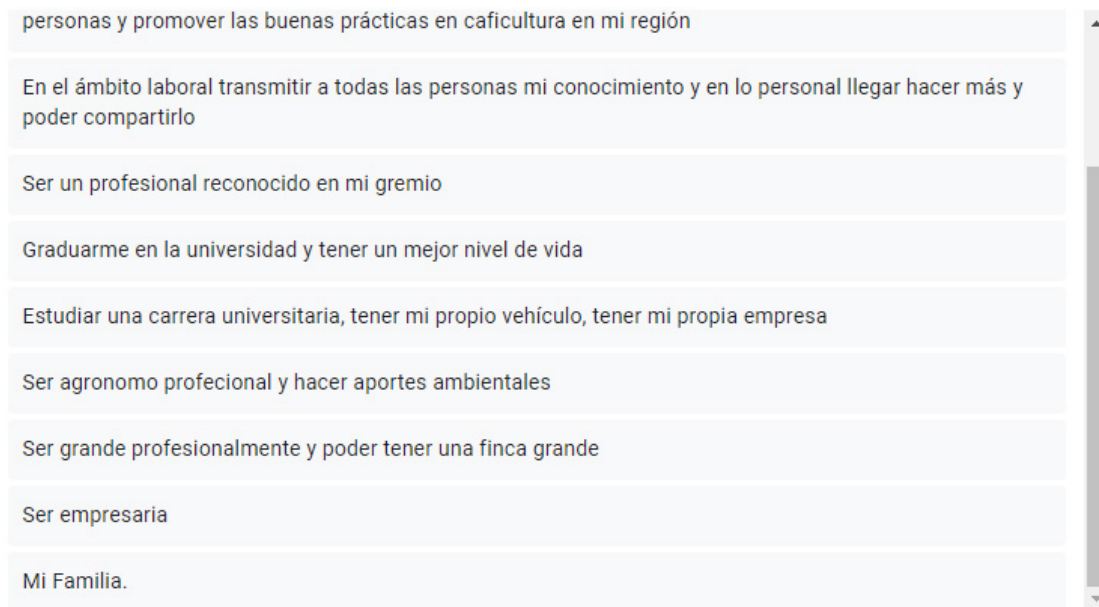 personas y promover las buenas prácticas en caficultura en mi región
En el ámbito laboral transmitir a todas las personas mi conocimiento y en lo personal llegar hacer más y
poder compartirlo
Ser un profesional reconocido en mi gremio
Graduarme en la universidad y tener un mejor nivel de vida
Estudiar una carrera universitaria, tener mi propio vehículo, tener mi propia empresa
Ser agronomo profecional y hacer aportes ambientales
Ser grande profesionalmente y poder tener una finca grande
Ser empresaria
Mi Familia.